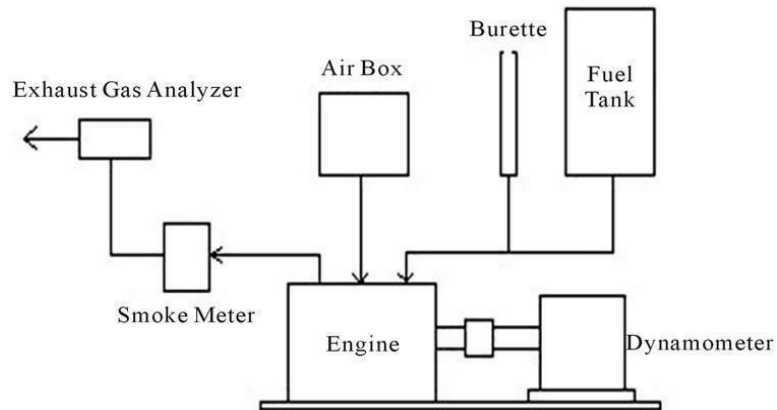 Burette
Air Box
Fuel
Tank
Exhaust Gas Analyzer
Smoke Meter
Engine
Dynamometer